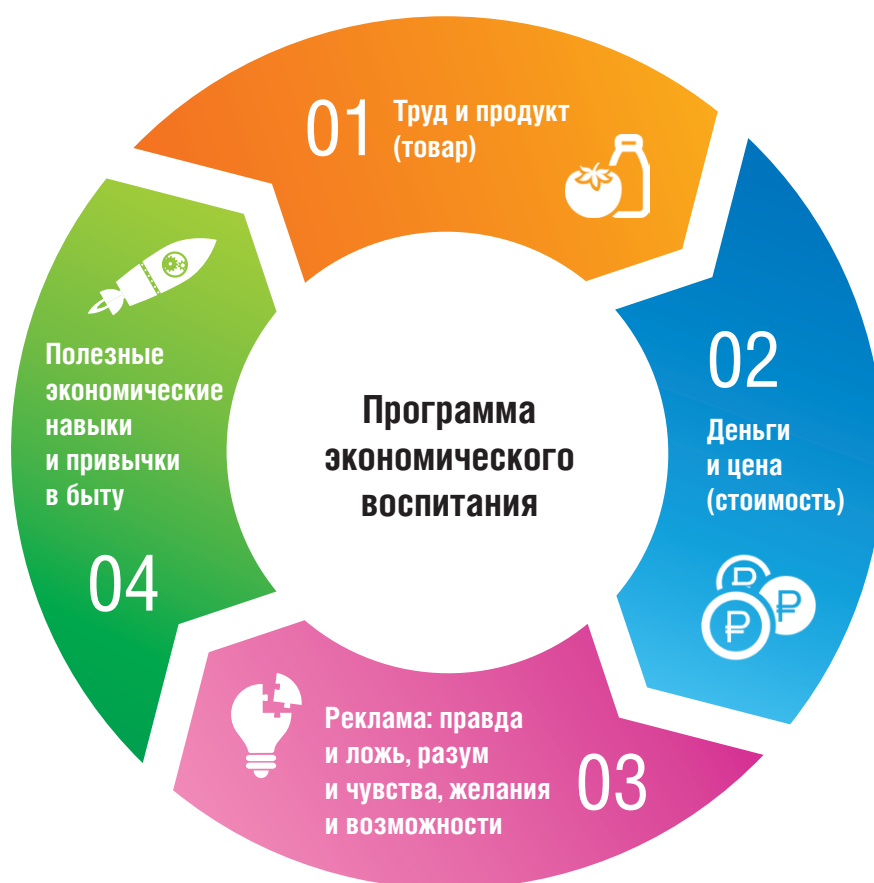 01
Труд и продукт
(товар)
02
Деньги
и цена
(стоимость)
Программа
экономического
воспитания
Реклама: правда
и ложь, разум
и чувства, желания
и возможности
03
Полезные
экономические
навыки
и привычки
в быту
04